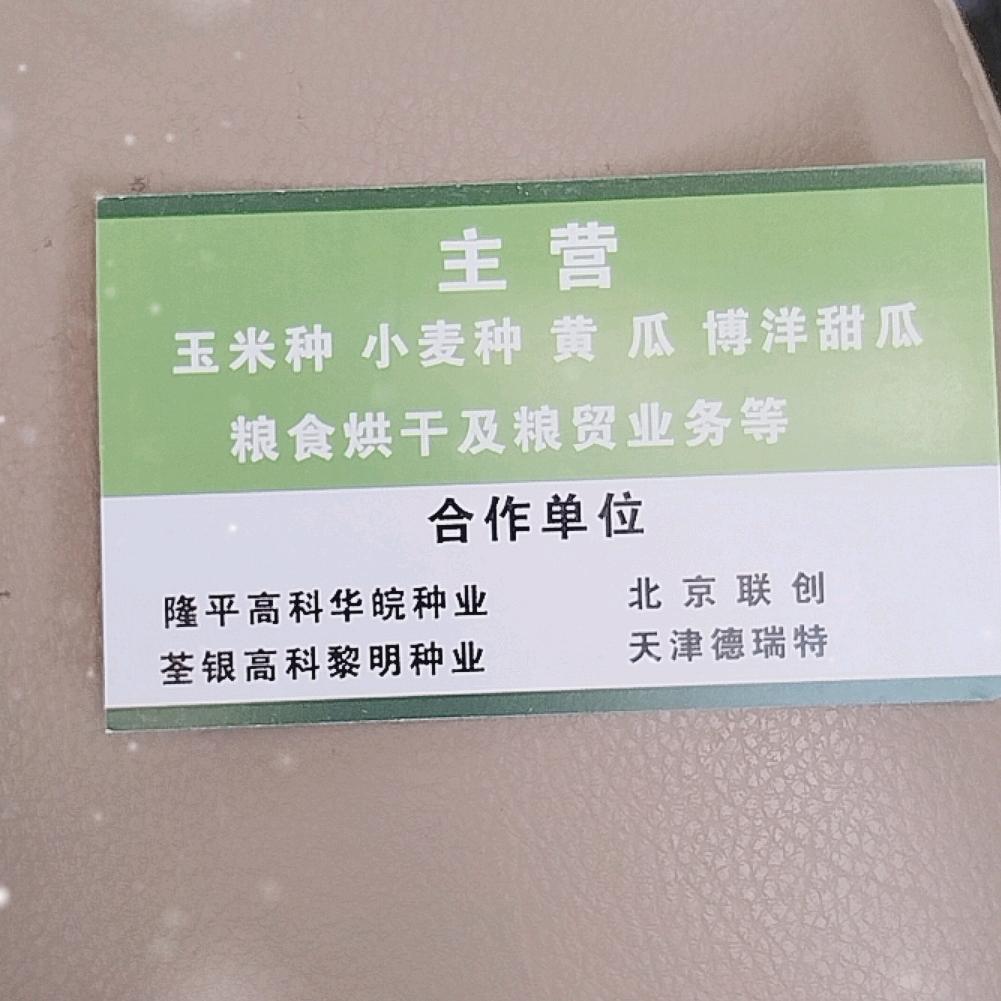 主营
玉米种 小麦种 黄瓜 博洋甜瓜
粮食烘干及粮贸业务等
合作单位
隆平高科华皖种业 北京联创
荃银高科黎明种业 天津德瑞特